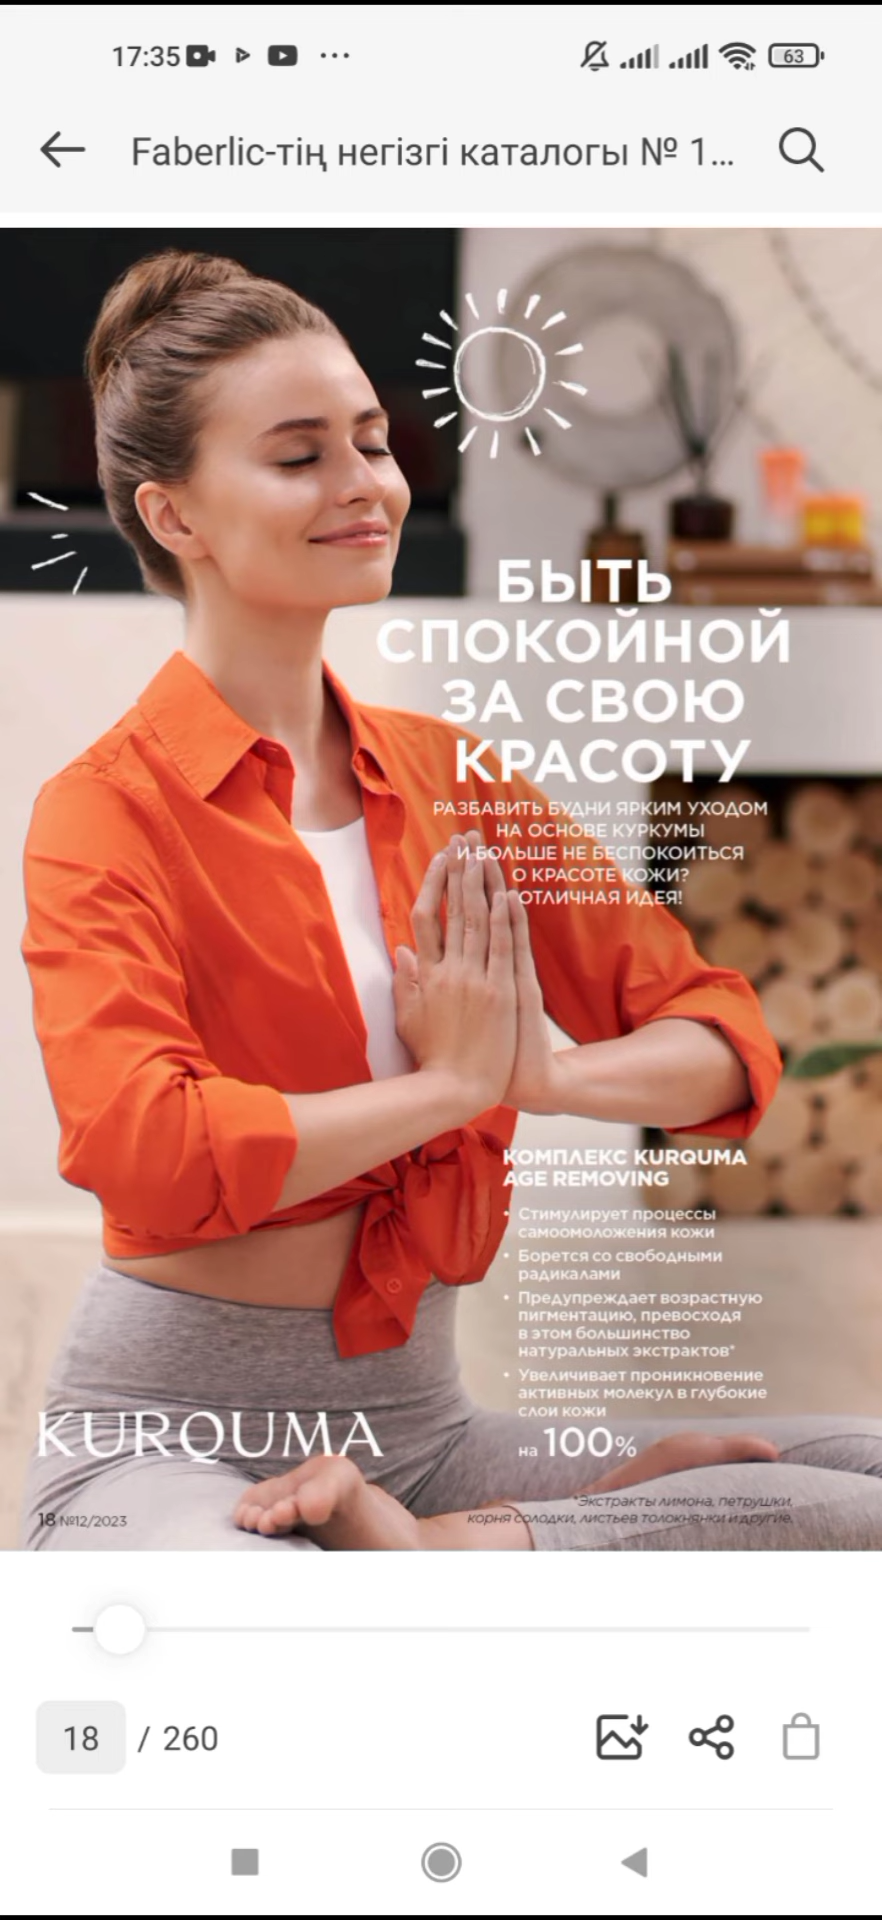 17:35
63
Faberlic-тің негізгі каталогы № 1...
БЫТЬ
СПОКОЙНОЙ
ЗА СВОЮ
КРАСОТУ
РАЗБАВИТЬ БУДНИ ЯРКИМ УХОДОМ
НА ОСНОВЕ КУРКУМЫ
И БОЛЬШЕ НЕ БЕСПОКОИТЬСЯ
О КРАСОТЕ КОЖИ?
ОТЛИЧНАЯ ИДЕЯ!
КОМПЛЕКС KURQUMA
AGE REMOVING
• Стимулирует процессы
самоомоложения кожи
• Борется со свободными
радикалами
• Предупреждает возрастную
пигментацию, превосходя
в этом большинство
натуральных экстрактов*
• Увеличивает проникновение
активных молекул в глубокие
слои кожи
на 100%
KURQUMA
*Экстракты лимона, петрушки,
корня солодки, листьев толокнянки и другие.
18 №12/2023
18 / 260